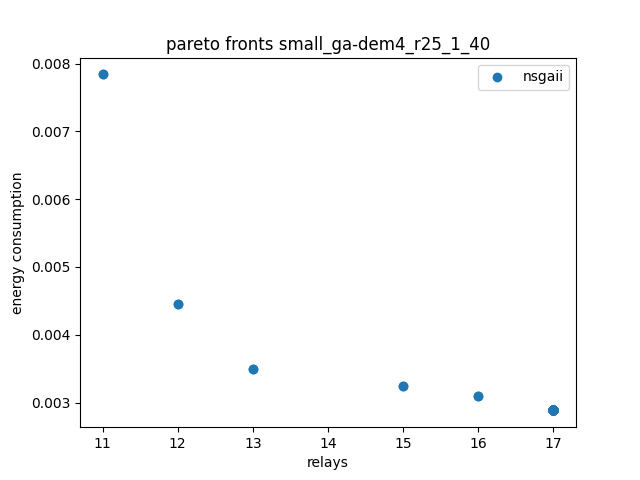 pareto fronts small_ga-dem4_r25_1_40
nsgaii
0.008
0.007
0.006
0.005
0.004
0.003
energy consumption
11 12 13 14 15 16 17
relays